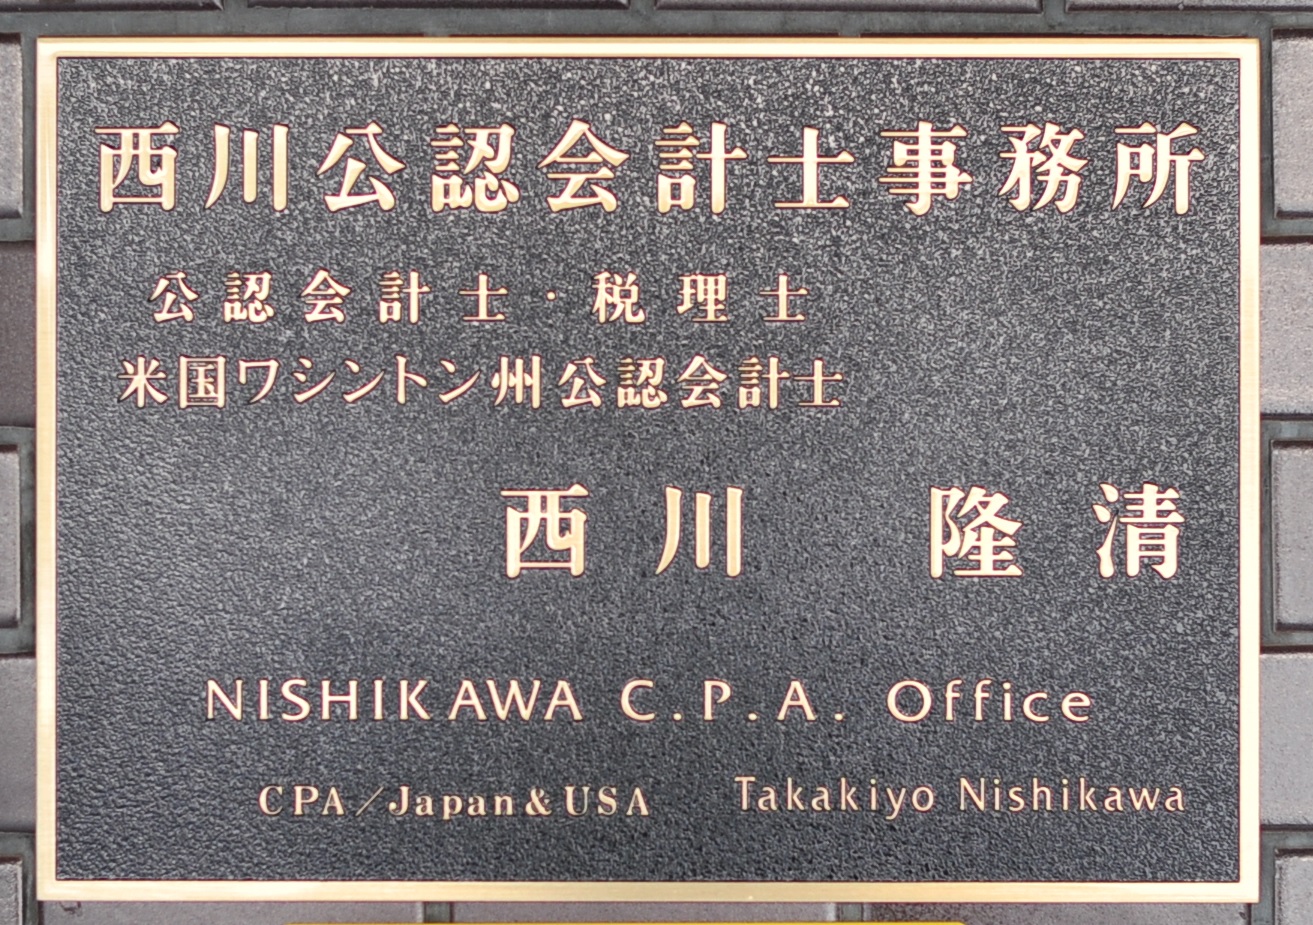 西川公認会計士事務所
公認会計士・税理士
米国ワシントン州公認会計士
西川 隆清
NISHIKAWA C.P.A. Office
CPA/Japan&USA Takakiyo Nishikawa